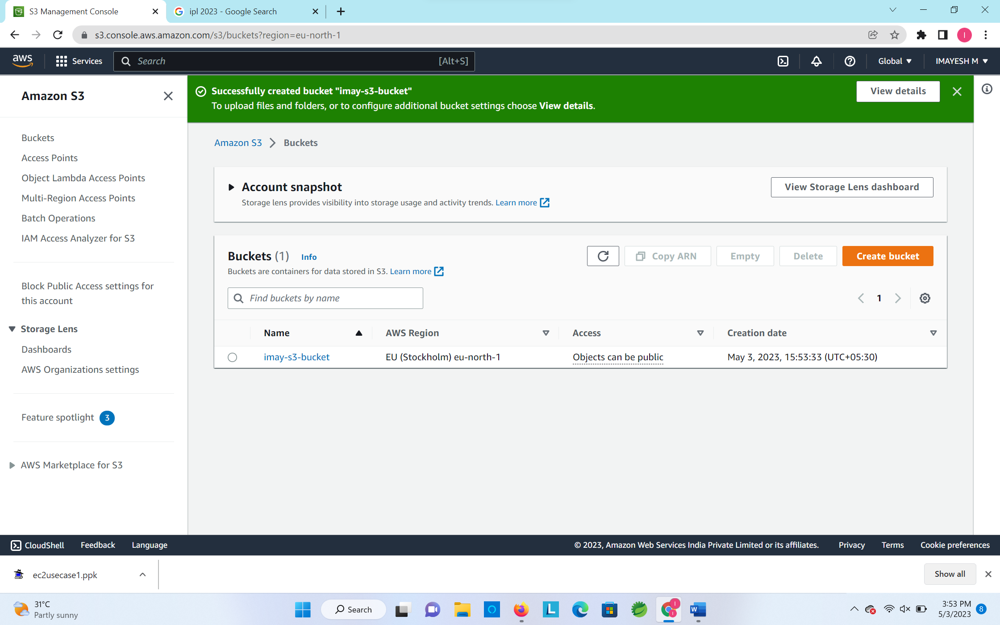 S3 Management Console
ipl 2023 - Google Search
s3.console.aws.amazon.com/s3/buckets?region=eu-north-1
I
aws
Services
Search
[Alt+S]
Global
IMAYESH M
Amazon S3
Successfully created bucket "imay-s3-bucket"
View details
To upload files and folders, or to configure additional bucket settings choose View details.
Buckets
Access Points
Object Lambda Access Points
Multi-Region Access Points
Batch Operations
IAM Access Analyzer for S3
Block Public Access settings for
this account
Storage Lens
Dashboards
AWS Organizations settings
Feature spotlight 3
AWS Marketplace for S3
Amazon S3 > Buckets
Account snapshot
View Storage Lens dashboard
Storage lens provides visibility into storage usage and activity trends. Learn more
Buckets (1) Info
Copy ARN
Empty
Delete
Create bucket
Buckets are containers for data stored in S3. Learn more
Find buckets by name
1
Name
AWS Region
Access
Creation date
imay-s3-bucket
EU (Stockholm) eu-north-1
Objects can be public
May 3, 2023, 15:53:33 (UTC+05:30)
CloudShell
Feedback
Language
© 2023, Amazon Web Services India Private Limited or its affiliates.
Privacy
Terms
Cookie preferences
ec2usecase1.ppk
Show all
31°C
Partly sunny
Search
L
I
I
W
3:53 PM
5/3/2023
8